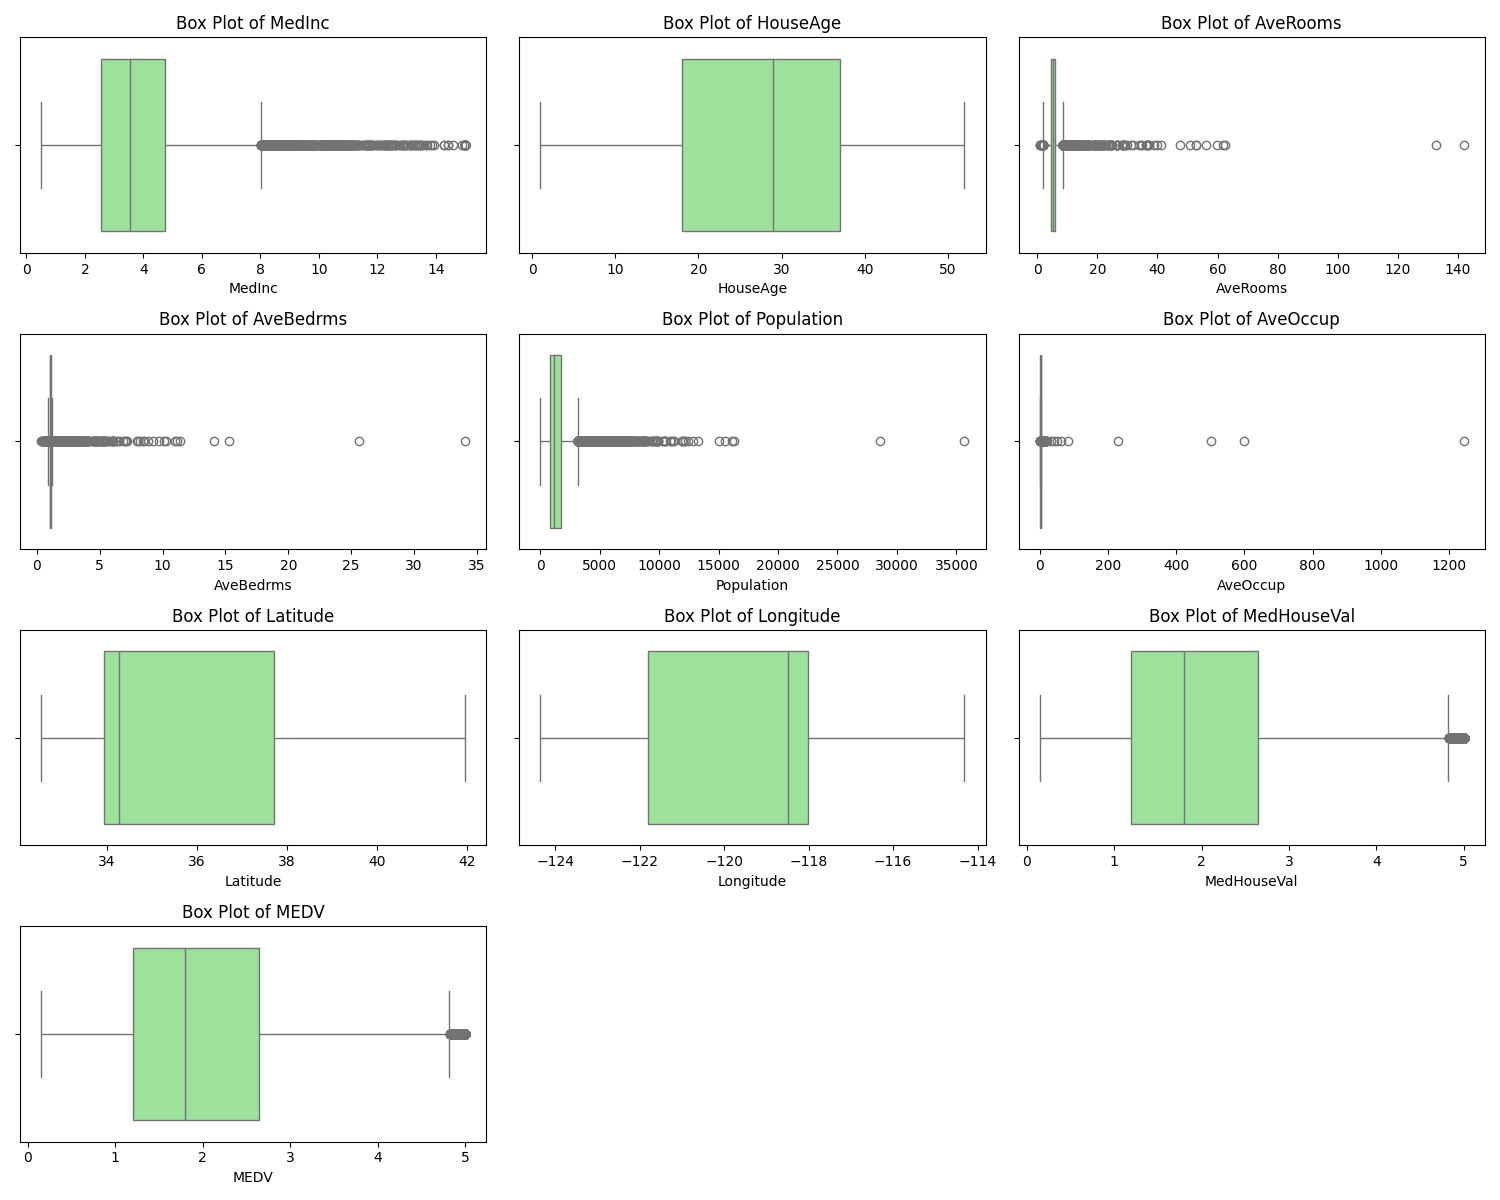 Box Plot of MedInc
0 2 4 6 8 10 12 14
MedInc
Box Plot of HouseAge
0 10 20 30 40 50
HouseAge
Box Plot of AveRooms
0 20 40 60 80 100 120 140
AveRooms
Box Plot of AveBedrms
0 5 10 15 20 25 30 35
AveBedrms
Box Plot of Population
0 5000 10000 15000 20000 25000 30000 35000
Population
Box Plot of AveOccup
0 200 400 600 800 1000 1200
AveOccup
Box Plot of Latitude
34 36 38 40 42
Latitude
Box Plot of Longitude
−124 −122 −120 −118 −116 −114
Longitude
Box Plot of MedHouseVal
0 1 2 3 4 5
MedHouseVal
Box Plot of MEDV
0 1 2 3 4 5
MEDV